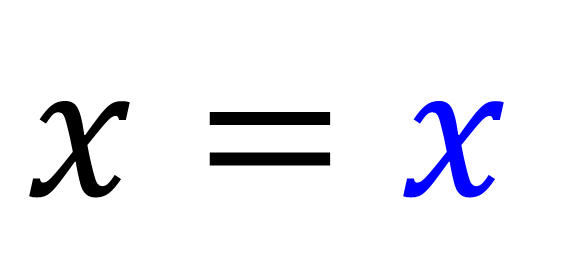 x = x